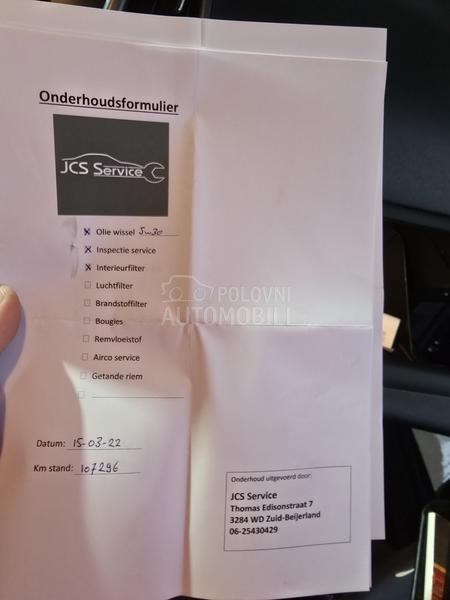 Onderhoudsformulier
JCS Service
Olie wissel 5w30
Inspectie service
Interieurfilter
Luchtfilter
Brandstoffilter
Bougies
Remvloeistof
Airco service
Getande riem
POLOVNI
AUTOMOBILI
Datum: 15-03-22
Km stand: 107296
Onderhoud uitgevoerd door:
JCS Service
Thomas Edisonstraat 7
3284 WD Zuid-Beijerland
06-25430429